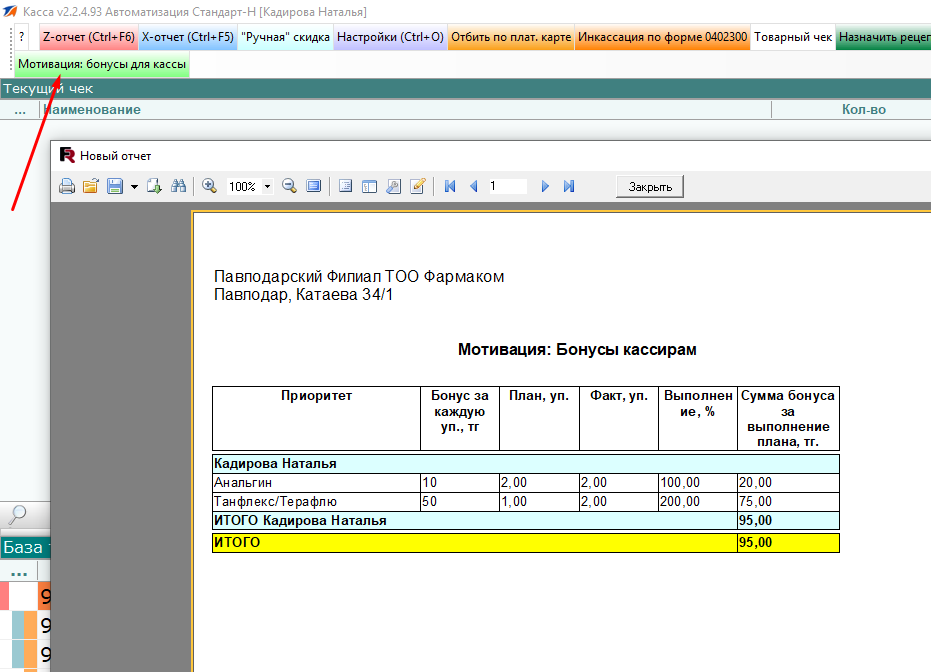 Касса v2.2.4.93 Автоматизация Стандарт-Н [Кадирова Наталья]
? Z-отчет (Ctrl+F6) X-отчет (Ctrl+F5) "Ручная" скидка Настройки (Ctrl+O) Отбить по плат. карте Инкассация по форме 0402300 Товарный чек Назначить рецеп
Мотивация: бонусы для кассы
Текущий чек
... Наименование Кол-во
Новый отчет
100% 1 Закрыть
Павлодарский Филиал ТОО Фармаком
Павлодар, Катаева 34/1
Мотивация: Бонусы кассирам
Приоритет Бонус за каждую уп., тг План, уп. Факт, уп. Выполнен ие, % Сумма бонуса за выполнение плана, тг.
Кадирова Наталья
Анальгин 10 2,00 2,00 100,00 20,00
Танфлекс/Терафлю 50 1,00 2,00 200,00 75,00
ИТОГО Кадирова Наталья 95,00
ИТОГО 95,00
База
...
9
9
9